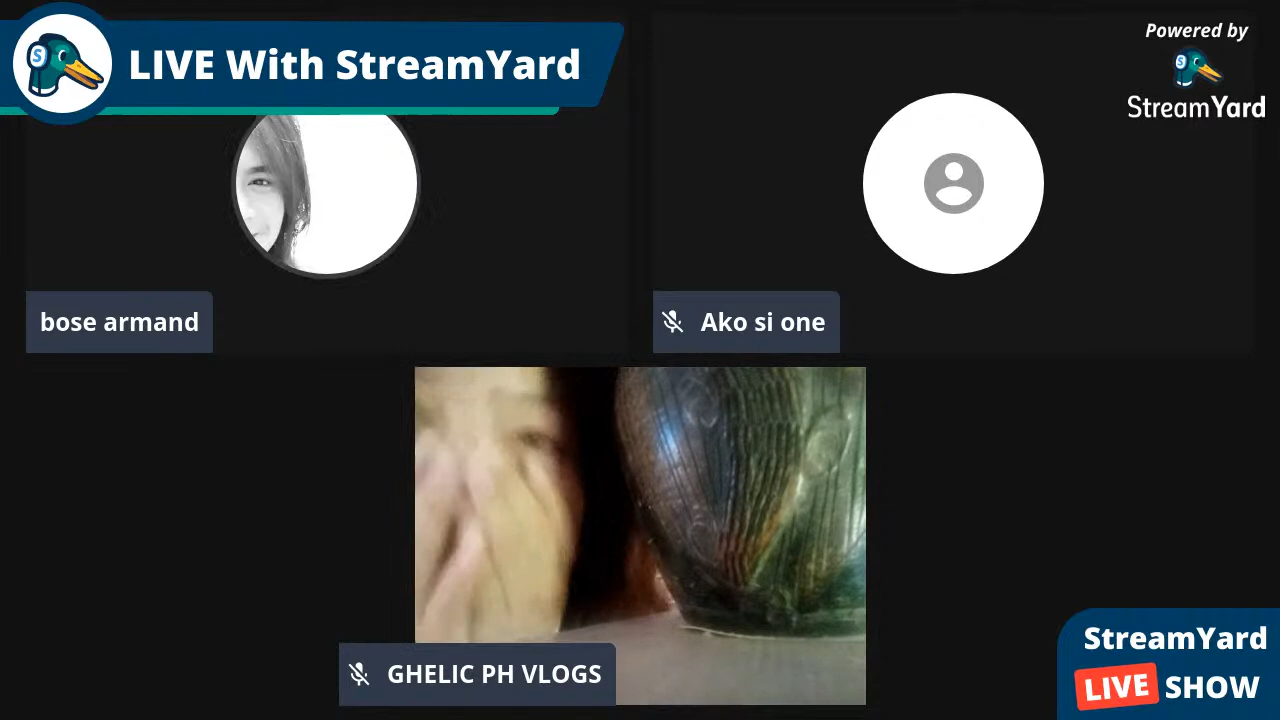 LIVE With StreamYard
Powered by
StreamYard
S
S
bose armand
Ako si one
GHELIC PH VLOGS
StreamYard
LIVE SHOW